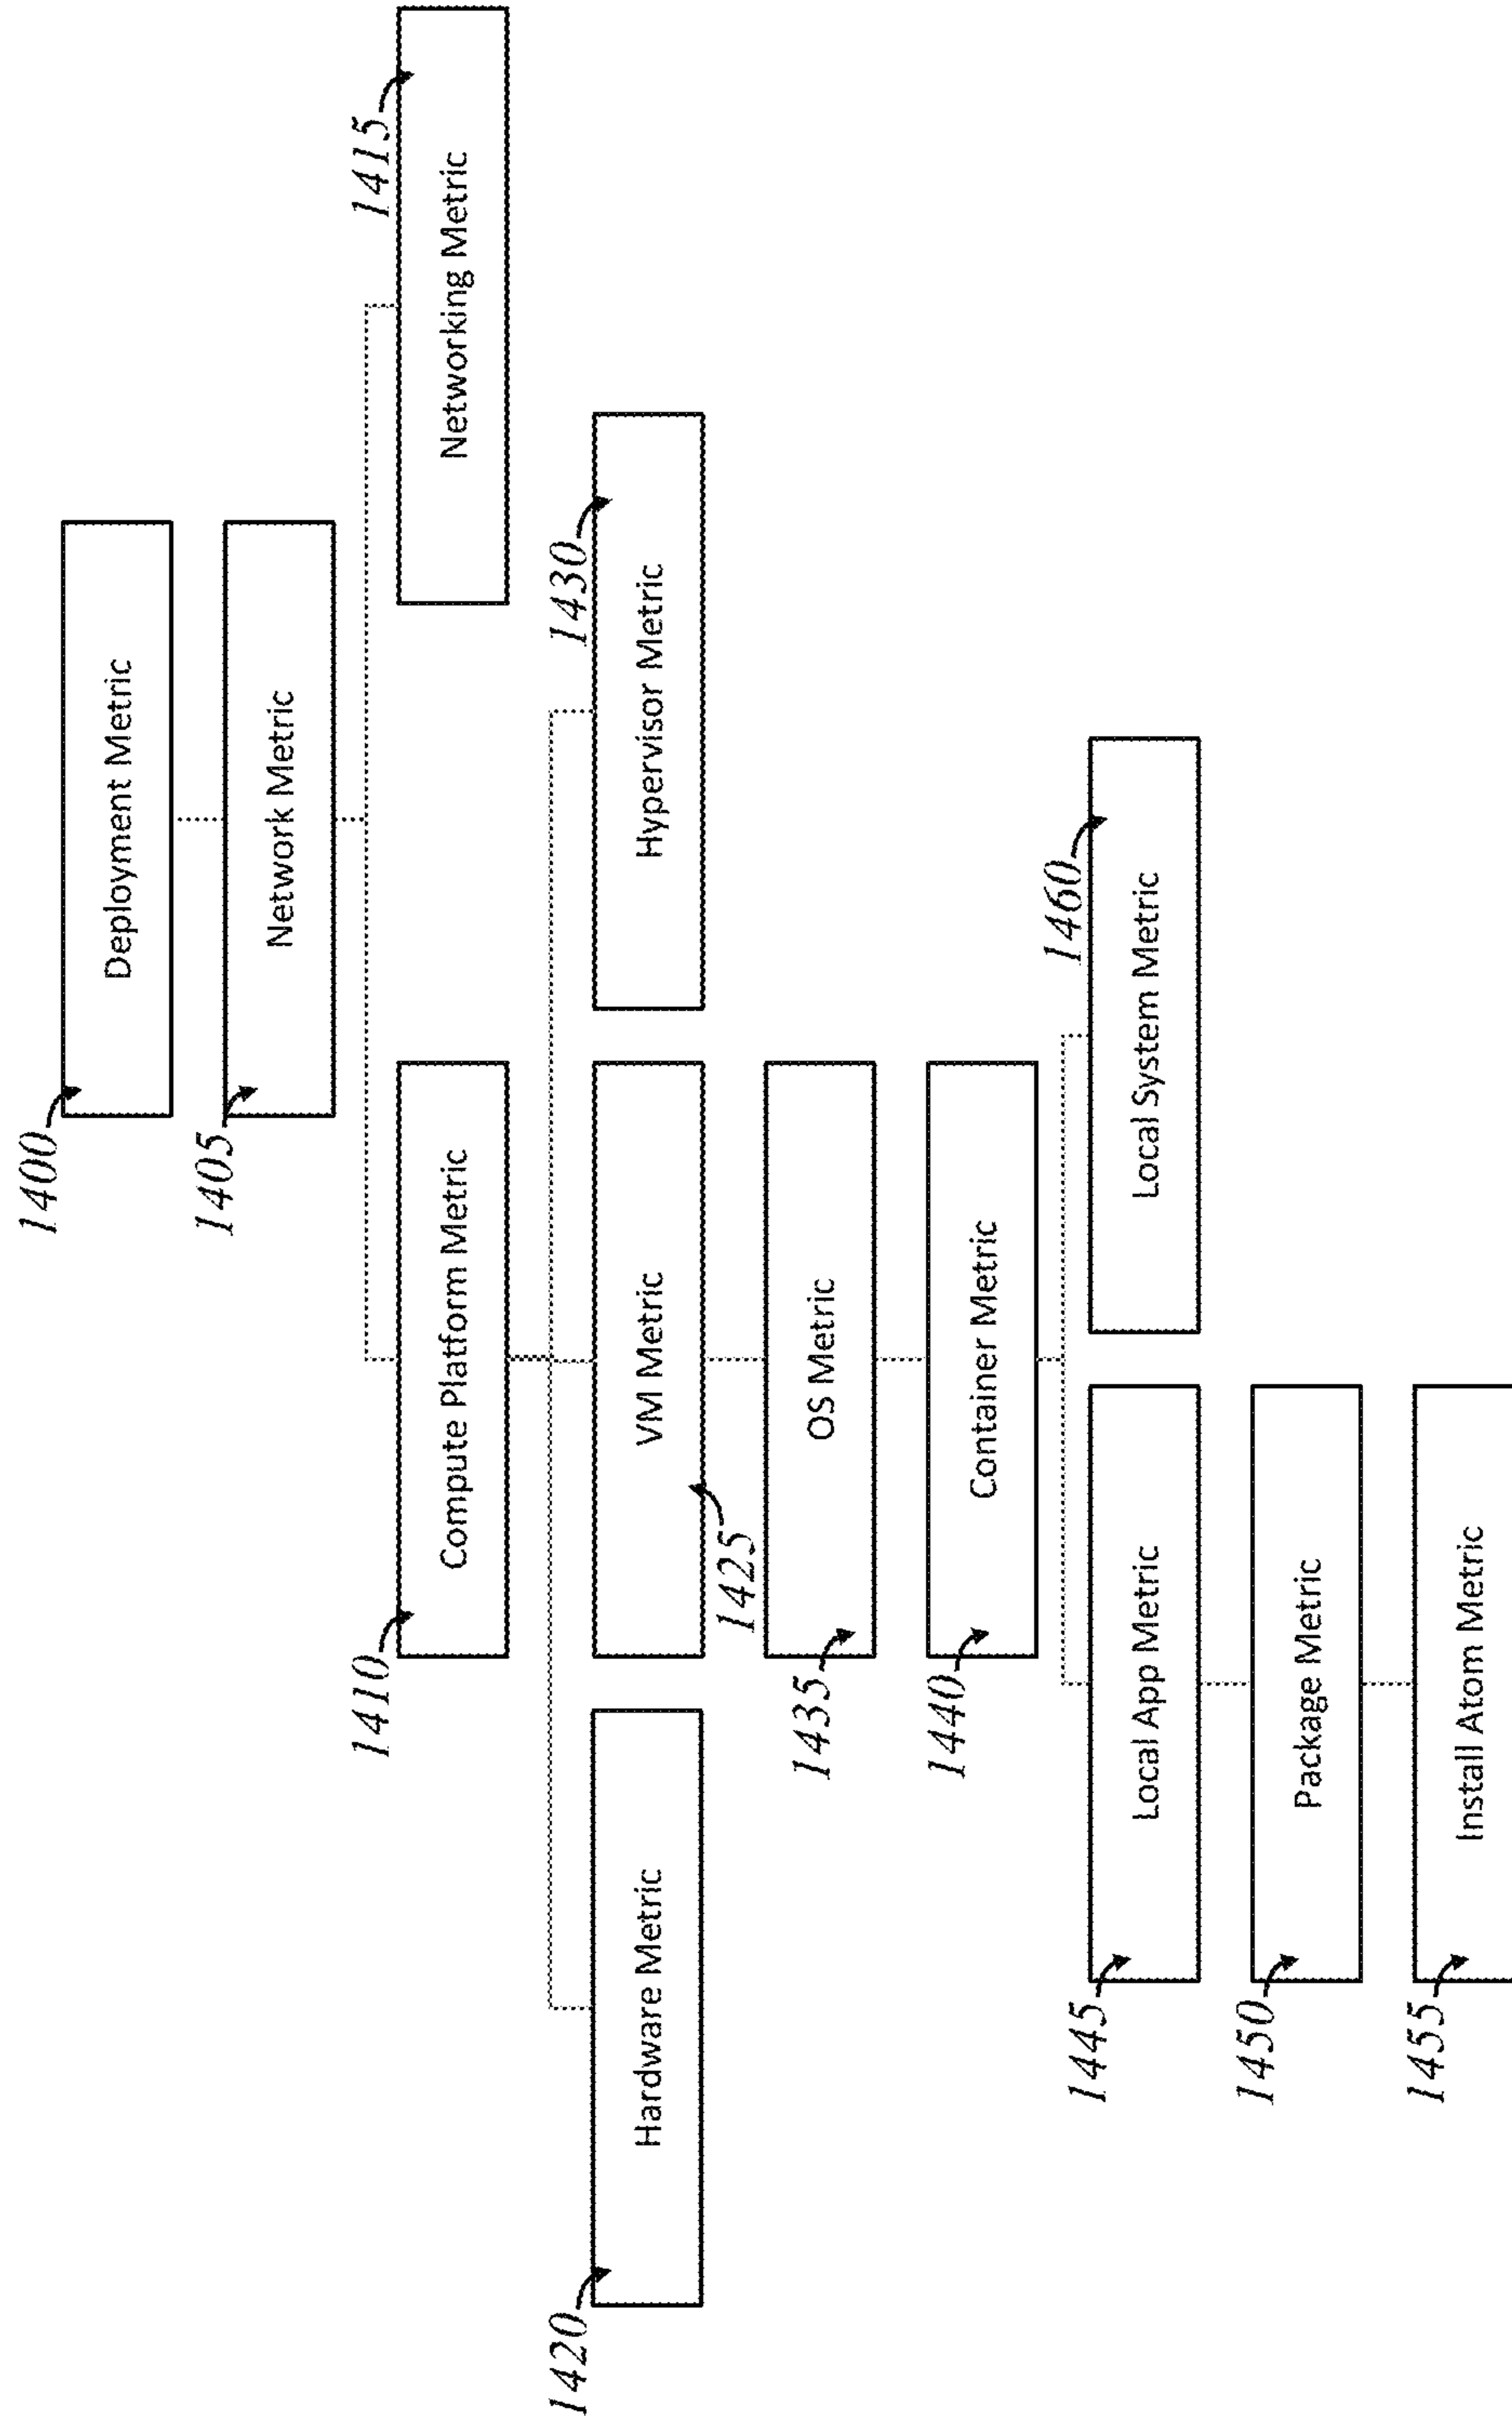 1400
Deployment Metric
1405
Network Metric
1410
Compute Platform Metric
1415
Networking Metric
1420
Hardware Metric
VM Metric
1425
1430
Hypervisor Metric
1435
OS Metric
1440
Container Metric
1445
Local App Metric
1460
Local System Metric
1450
Package Metric
1455
Install Atom Metric